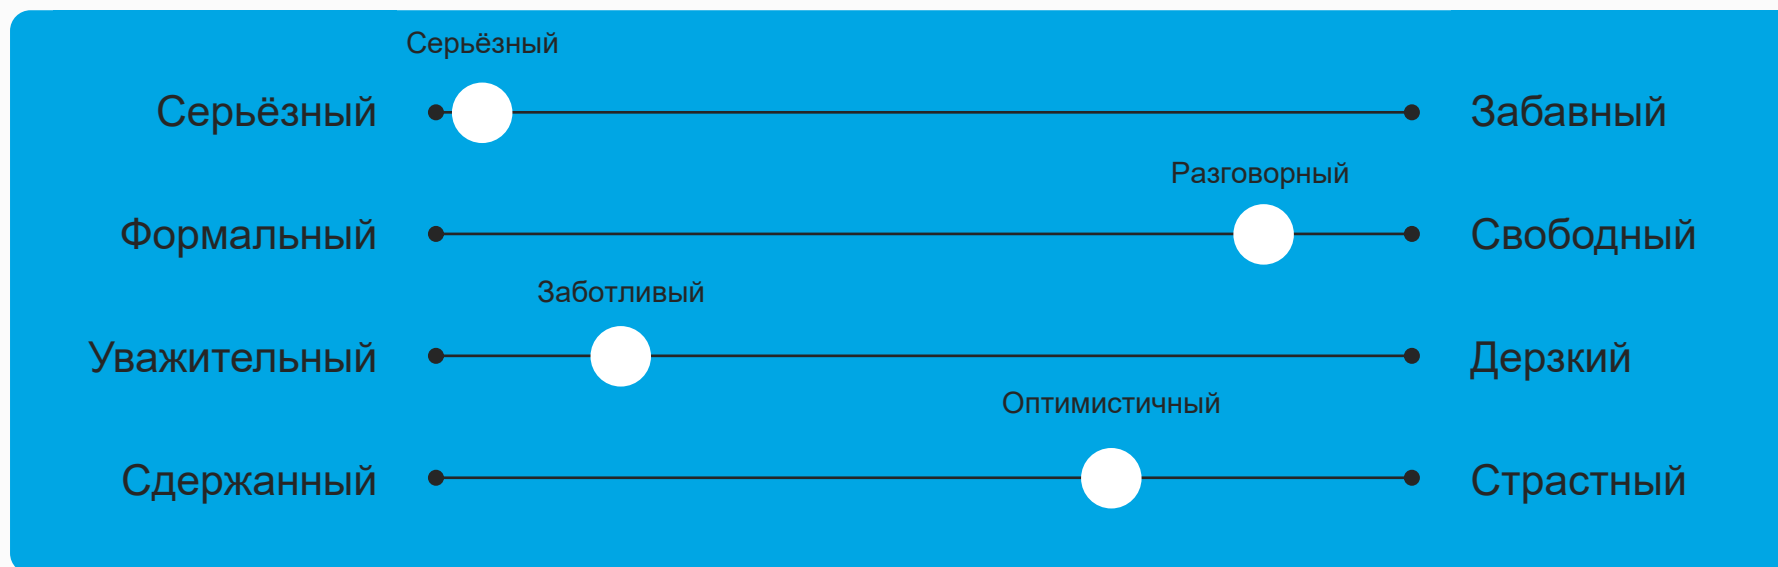 Серьёзный
Серьёзный Забавный
Разговорный
Формальный Свободный
Заботливый
Уважительный Дерзкий
Оптимистичный
Сдержанный Страстный